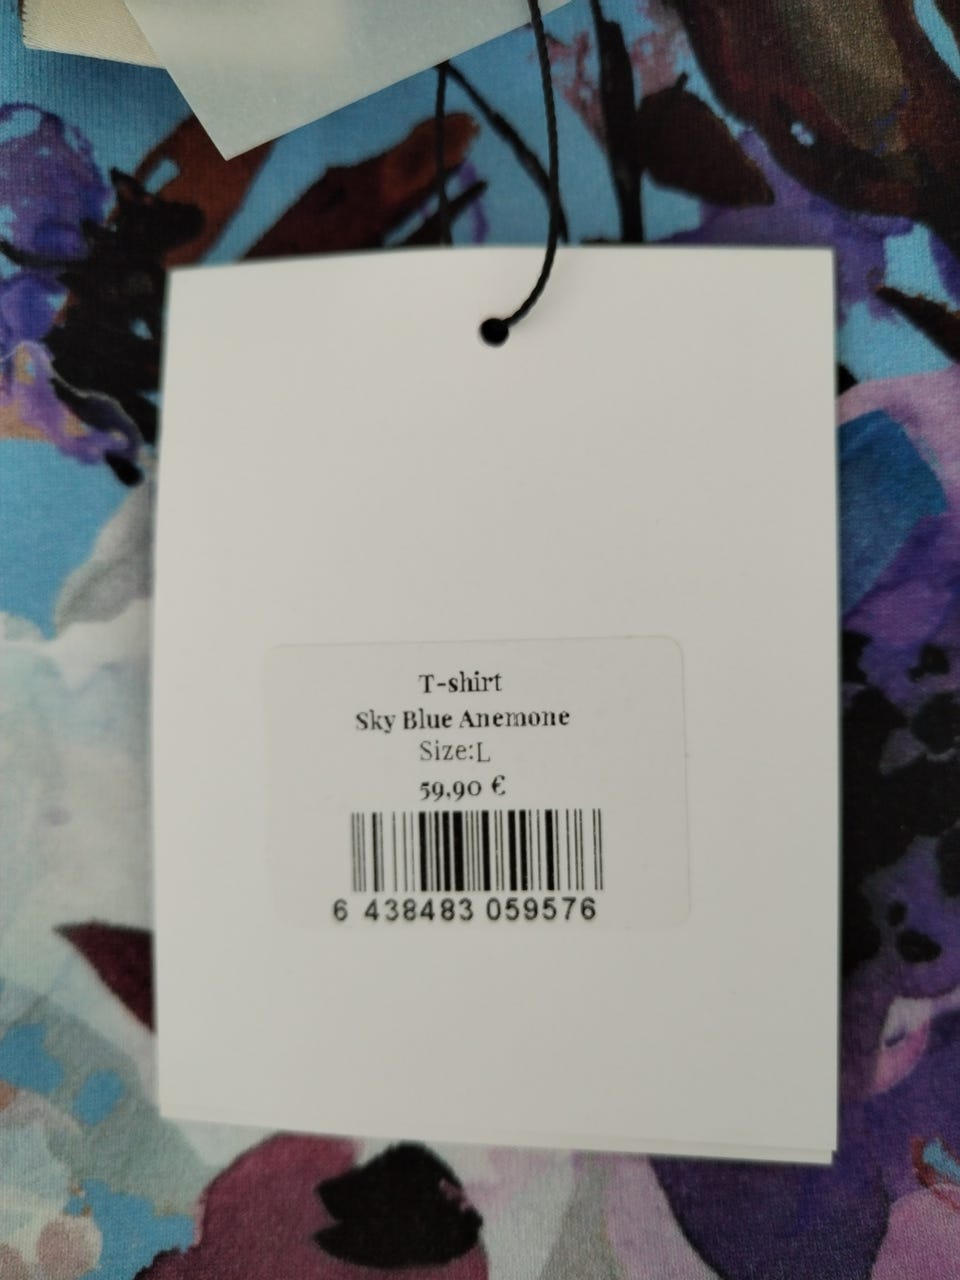 T-shirt
Sky Blue Anemone
Size:L
59,90 €
6 438483 059576